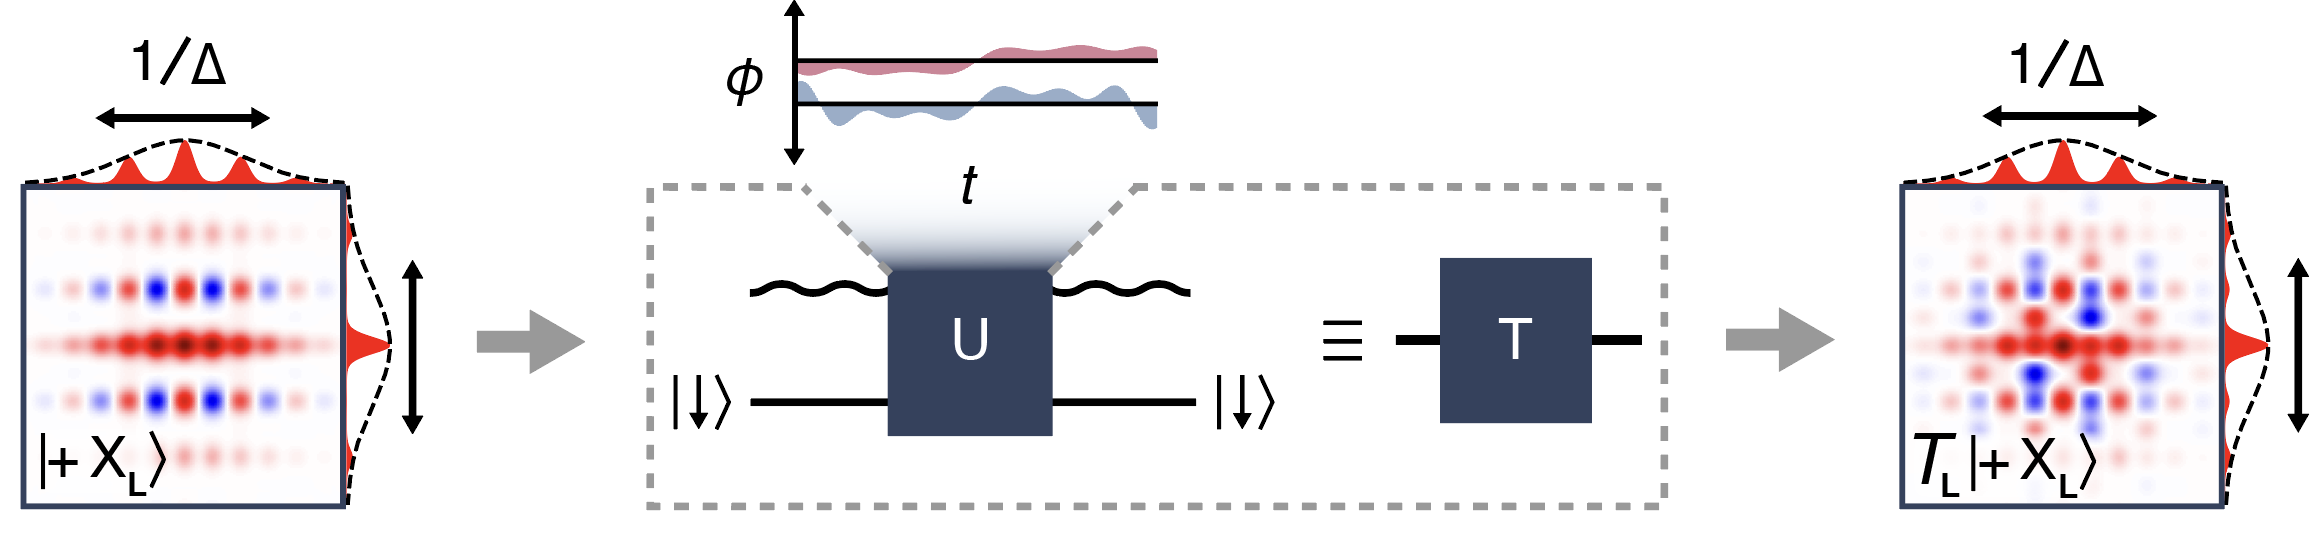 1/Δ
|+ X_L⟩
ϕ
t
|↓⟩
U
|↓⟩
≡
T
1/Δ
T_L |+ X_L⟩